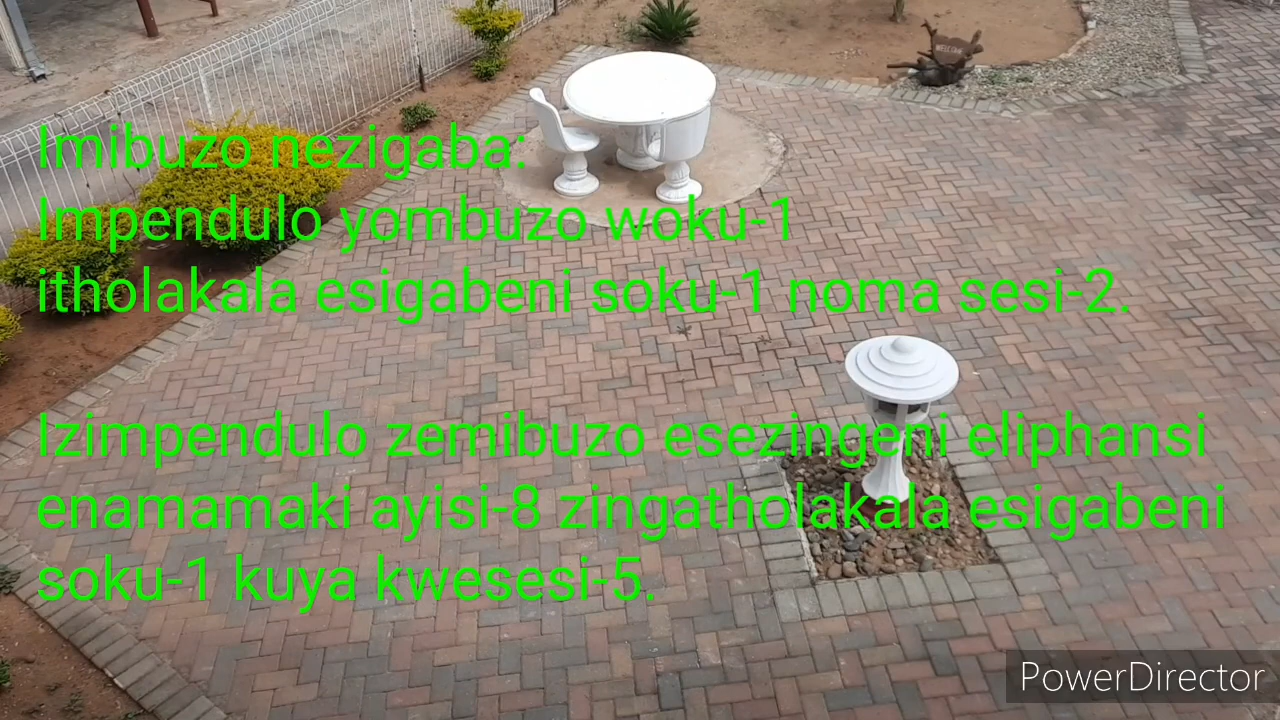 Imibuzo nezigaba:
Impendulo yombuzo woku-1
itholakala esigabeni soku-1 noma sesi-2.
Izimpendulo zemibuzo esezingeni eliphansi
enamamaki ayisi-8 zingatholakala esigabeni
soku-1 kuya kwesesi-5.
PowerDirector